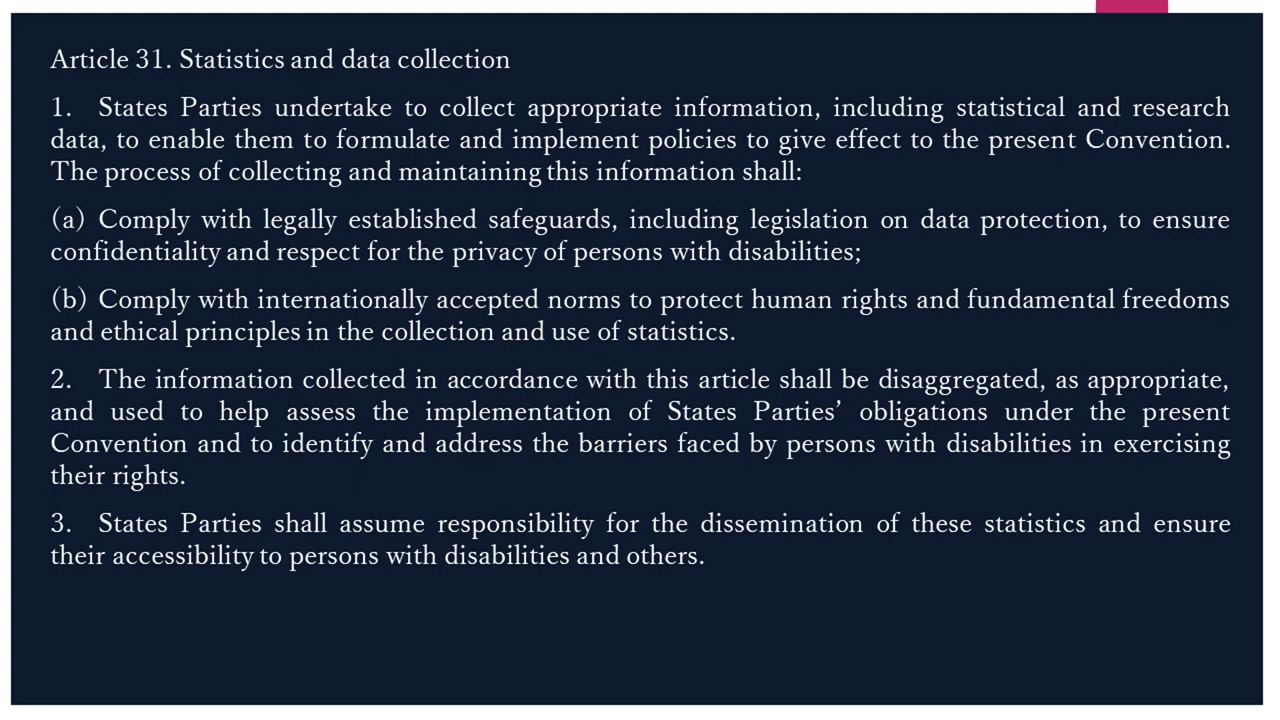 Article 31. Statistics and data collection
1. States Parties undertake to collect appropriate information, including statistical and research
data, to enable them to formulate and implement policies to give effect to the present Convention.
The process of collecting and maintaining this information shall:
(a) Comply with legally established safeguards, including legislation on data protection, to ensure
confidentiality and respect for the privacy of persons with disabilities;
(b) Comply with internationally accepted norms to protect human rights and fundamental freedoms
and ethical principles in the collection and use of statistics.
2. The information collected in accordance with this article shall be disaggregated, as appropriate,
and used to help assess the implementation of States Parties’ obligations under the present
Convention and to identify and address the barriers faced by persons with disabilities in exercising
their rights.
3. States Parties shall assume responsibility for the dissemination of these statistics and ensure
their accessibility to persons with disabilities and others.